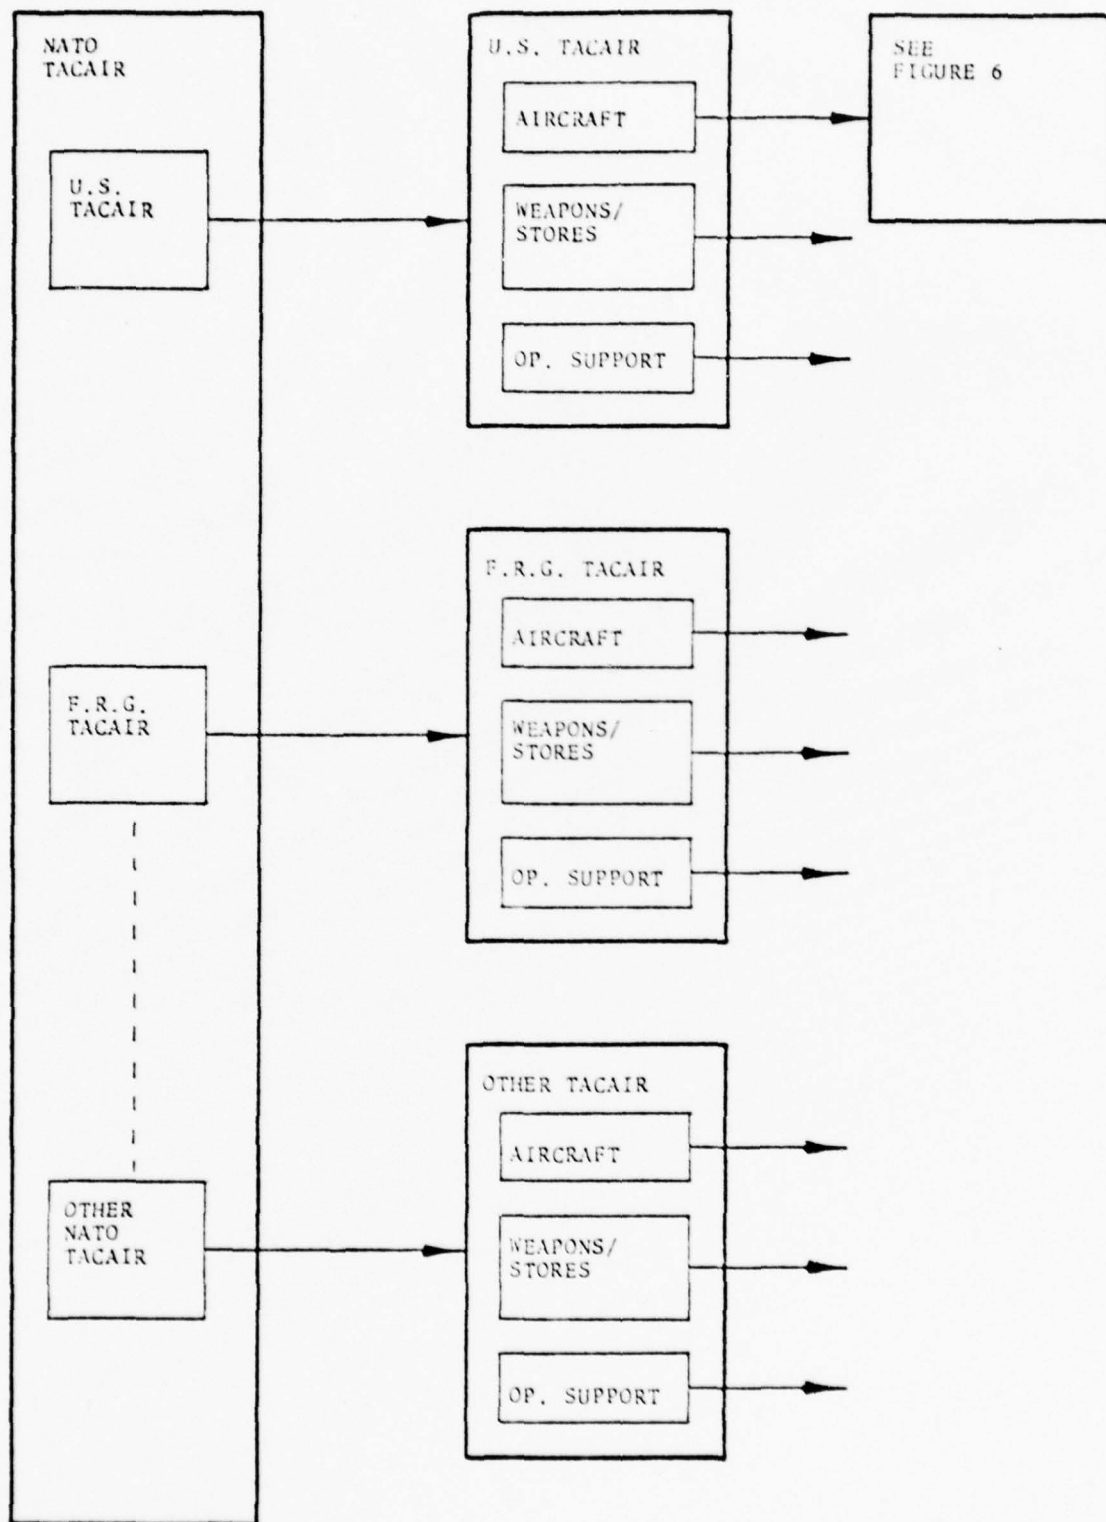 NATO
TACAIR
U.S.
TACAIR
F.R.G.
TACAIR
OTHER
NATO
TACAIR
U.S. TACAIR
AIRCRAFT
WEAPONS/
STORES
OP. SUPPORT
F.R.G. TACAIR
AIRCRAFT
WEAPONS/
STORES
OP. SUPPORT
OTHER TACAIR
AIRCRAFT
WEAPONS/
STORES
OP. SUPPORT
SEE
FIGURE 6